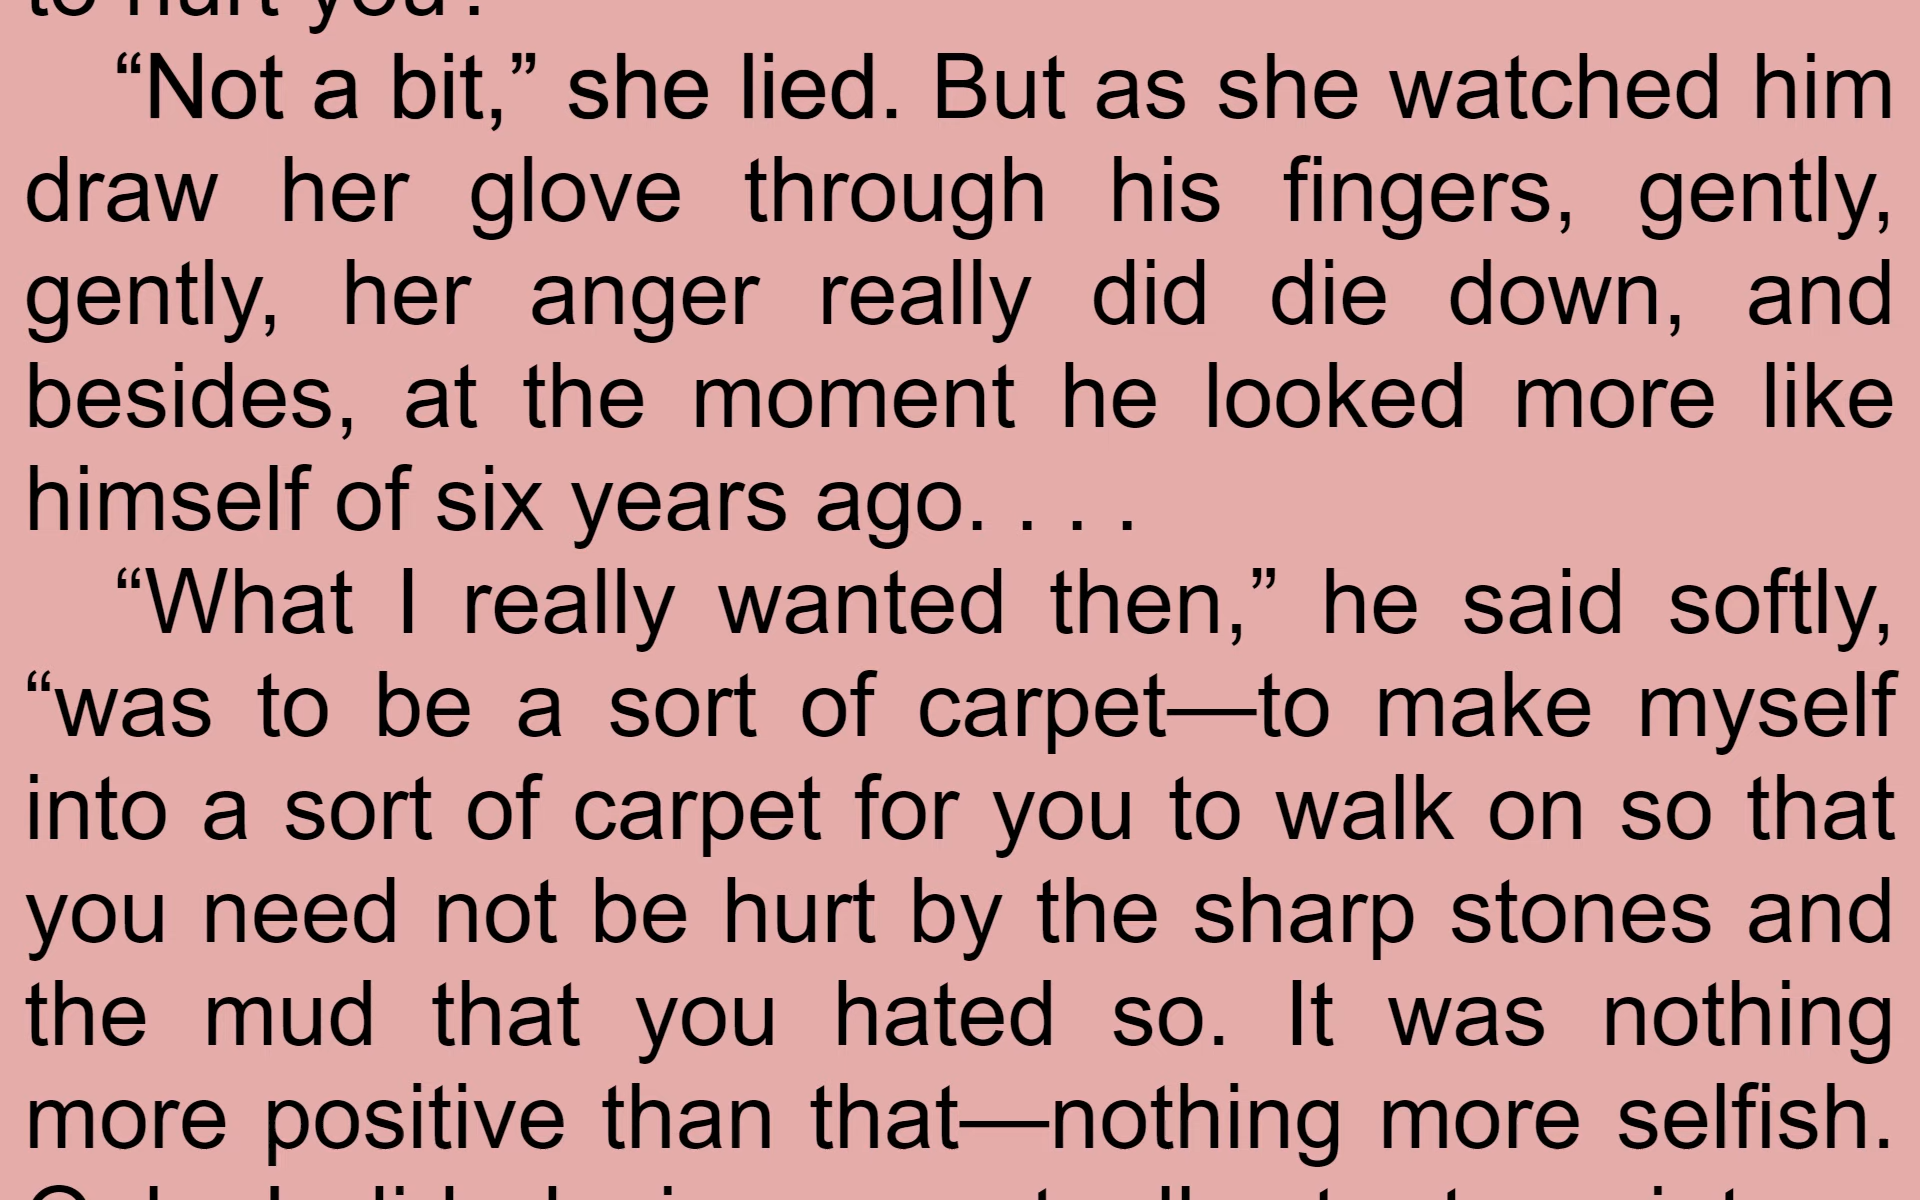 to hurt you?
“Not a bit,” she lied. But as she watched him
draw her glove through his fingers, gently,
gently, her anger really did die down, and
besides, at the moment he looked more like
himself of six years ago. . . .
“What I really wanted then,” he said softly,
“was to be a sort of carpet—to make myself
into a sort of carpet for you to walk on so that
you need not be hurt by the sharp stones and
the mud that you hated so. It was nothing
more positive than that—nothing more selfish.